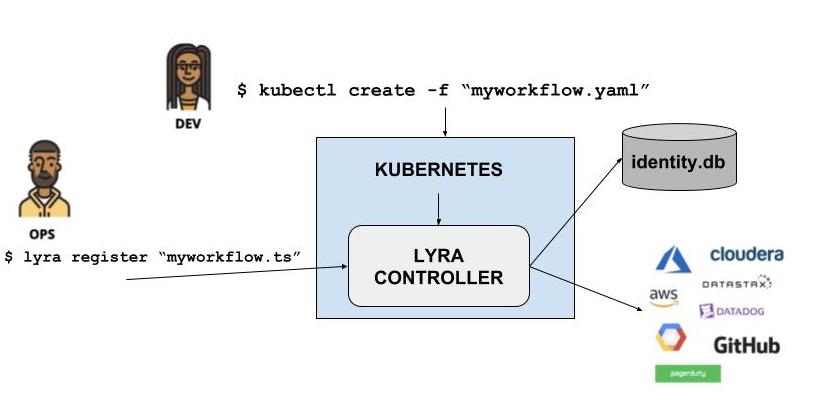 $ kubectl create -f “myworkflow.yaml”
DEV
KUBERNETES
identity.db
OPS
$ lyra register “myworkflow.ts”
LYRA
CONTROLLER
cloudera
DATASTAX
aws
DATADOG
GitHub
pagerduty